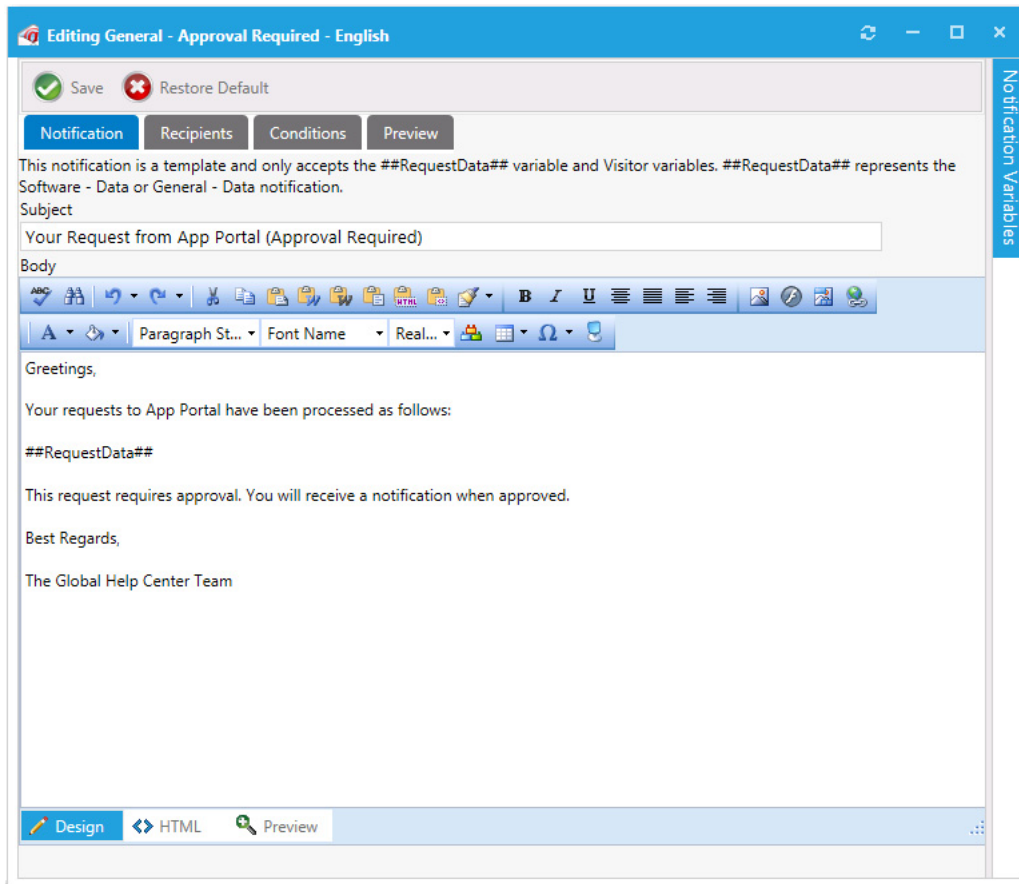 Editing General - Approval Required - English
Save Restore Default
Notification Recipients Conditions Preview
This notification is a template and only accepts the ##RequestData## variable and Visitor variables. ##RequestData## represents the
Software - Data or General - Data notification.
Subject
Your Request from App Portal (Approval Required)
Body
ABC HTML B I U
A Paragraph St... Font Name Real... Ω
Greetings,
Your requests to App Portal have been processed as follows:
##RequestData##
This request requires approval. You will receive a notification when approved.
Best Regards,
The Global Help Center Team
Design HTML Preview
Notification Variables